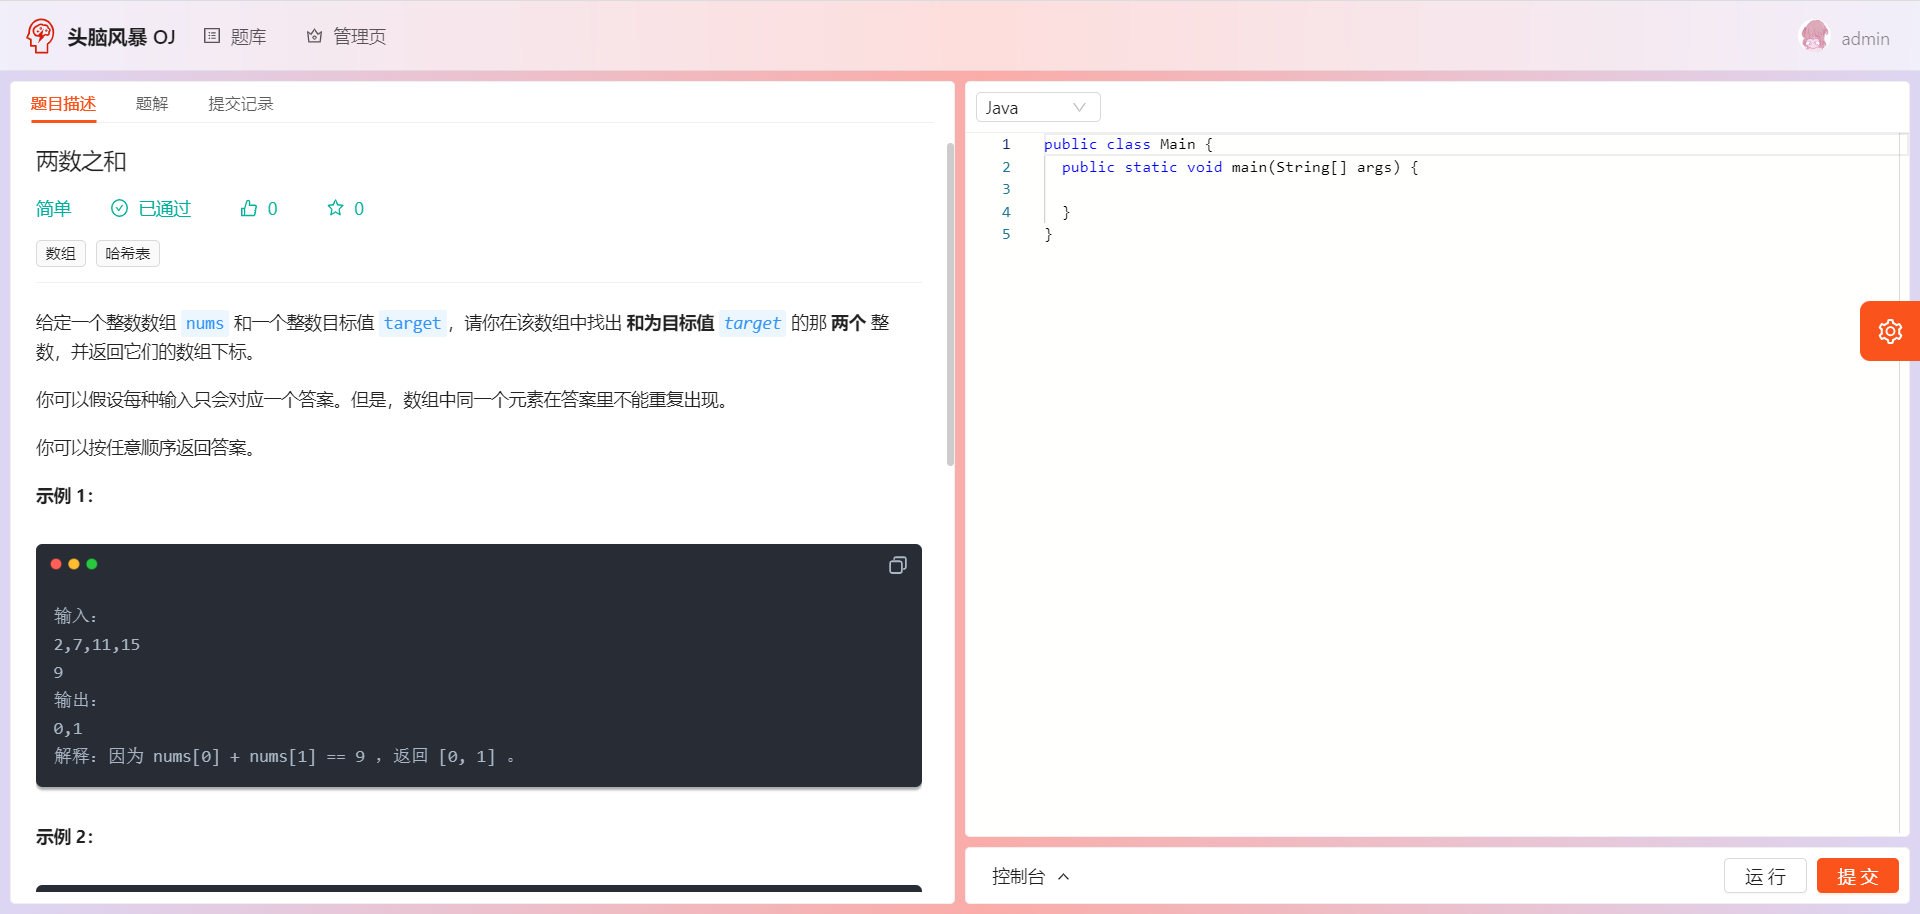 头脑风暴 OJ 题库 管理页 admin
题目描述 题解 提交记录
两数之和
简单 已通过 0 0
数组 哈希表
给定一个整数数组 nums 和一个整数目标值 target，请你在该数组中找出 和为目标值 target 的那 两个 整
数，并返回它们的数组下标。
你可以假设每种输入只会对应一个答案。但是，数组中同一个元素在答案里不能重复出现。
你可以按任意顺序返回答案。
示例 1：
输入：
2,7,11,15
9
输出：
0,1
解释：因为 nums[0] + nums[1] == 9 ，返回 [0, 1] 。
示例 2：
Java
1 public class Main {
2 public static void main(String[] args) {
3
4 }
5 }
控制台 运行 提交